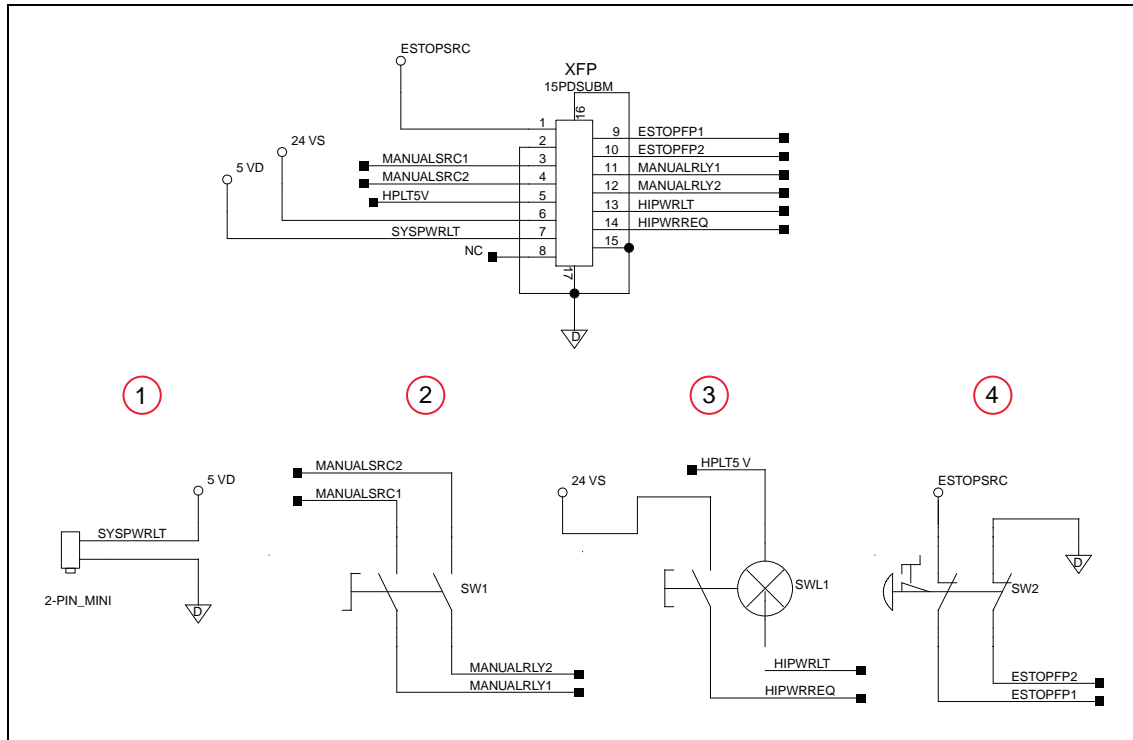 ESTOPSRC
XFP
15PDSUBM
16
24 VS
5 VD
1
2
3
4
5
6
7
8
MANUALSRC1
MANUALSRC2
HPLT5V
SYSPWRLT
NC
9 ESTOPFP1
10 ESTOPFP2
11 MANUALRLY1
12 MANUALRLY2
13 HIPWRLT
14 HIPWRREQ
15
17
D
1
2
3
4
5 VD
SYSPWRLT
2-PIN_MINI
D
MANUALSRC2
MANUALSRC1
SW1
MANUALRLY2
MANUALRLY1
HPLT5 V
24 VS
SWL1
HIPWRLT
HIPWRREQ
ESTOPSRC
D
SW2
ESTOPFP2
ESTOPFP1